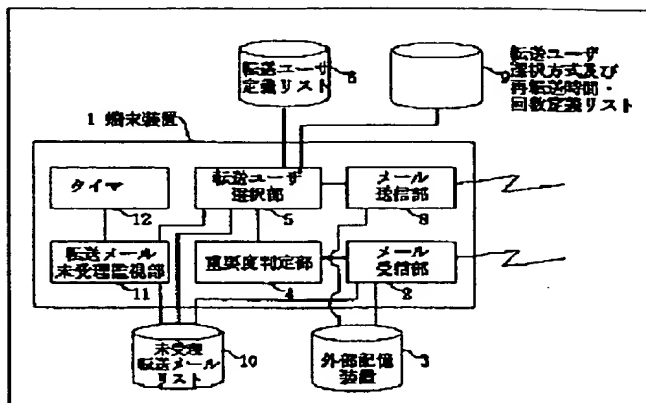 転送ユーザ
定義リスト
6
9
転送ユーザ
選択方式及び
再転送時間・
回数定義リスト
1 端末装置
タイマ
12
転送ユーザ
選択部
5
メール
送信部
8
転送メール
未受理監視部
11
重要度判定部
4
メール
受信部
2
未受理
転送メール
リスト
10
外部記憶
装置
3